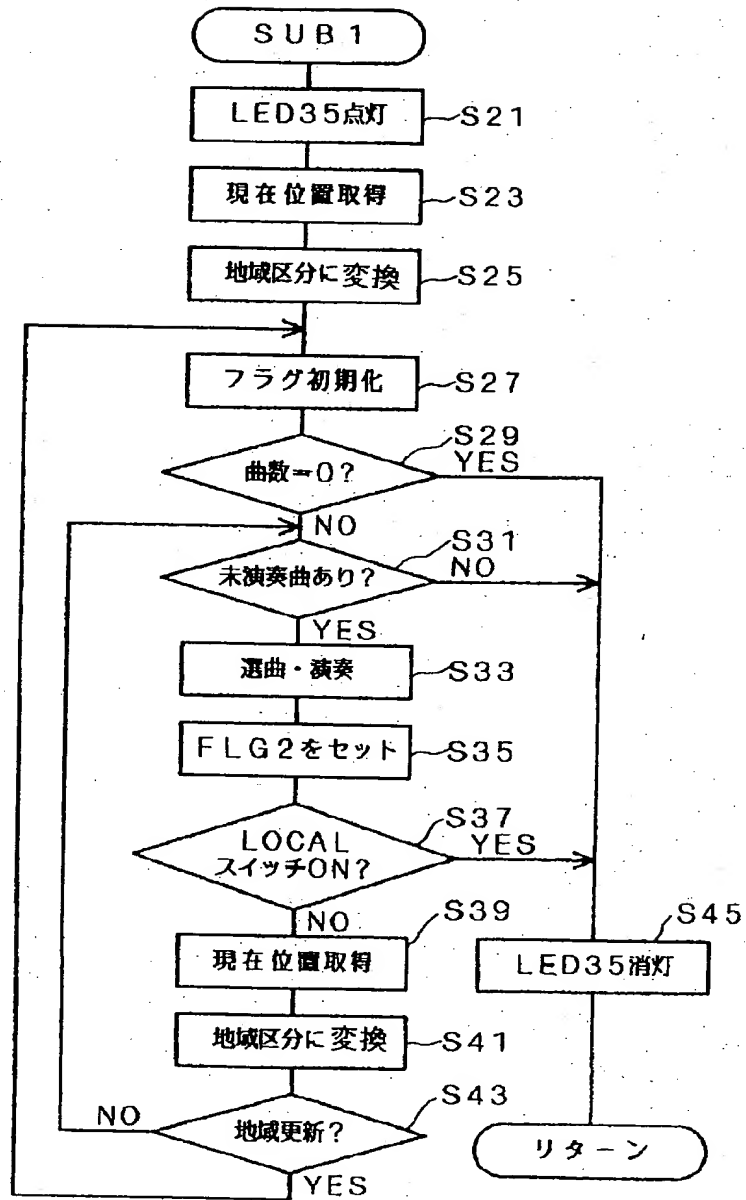 SUB1
LED35点灯
S21
現在位置取得
S23
地域区分に変換
S25
フラグ初期化
S27
S29
曲数=0?
YES
NO
S31
未演奏曲あり?
NO
YES
選曲・演奏
S33
FLG2をセット
S35
S37
LOCAL
スイッチON?
YES
NO
S39
現在位置取得
S45
LED35消灯
地域区分に変換
S41
S43
地域更新?
NO
YES
リターン